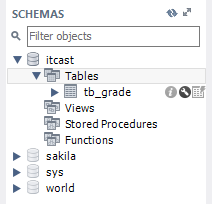 SCHEMAS
Filter objects
itcast
Tables
tb_grade
Views
Stored Procedures
Functions
sakila
sys
world